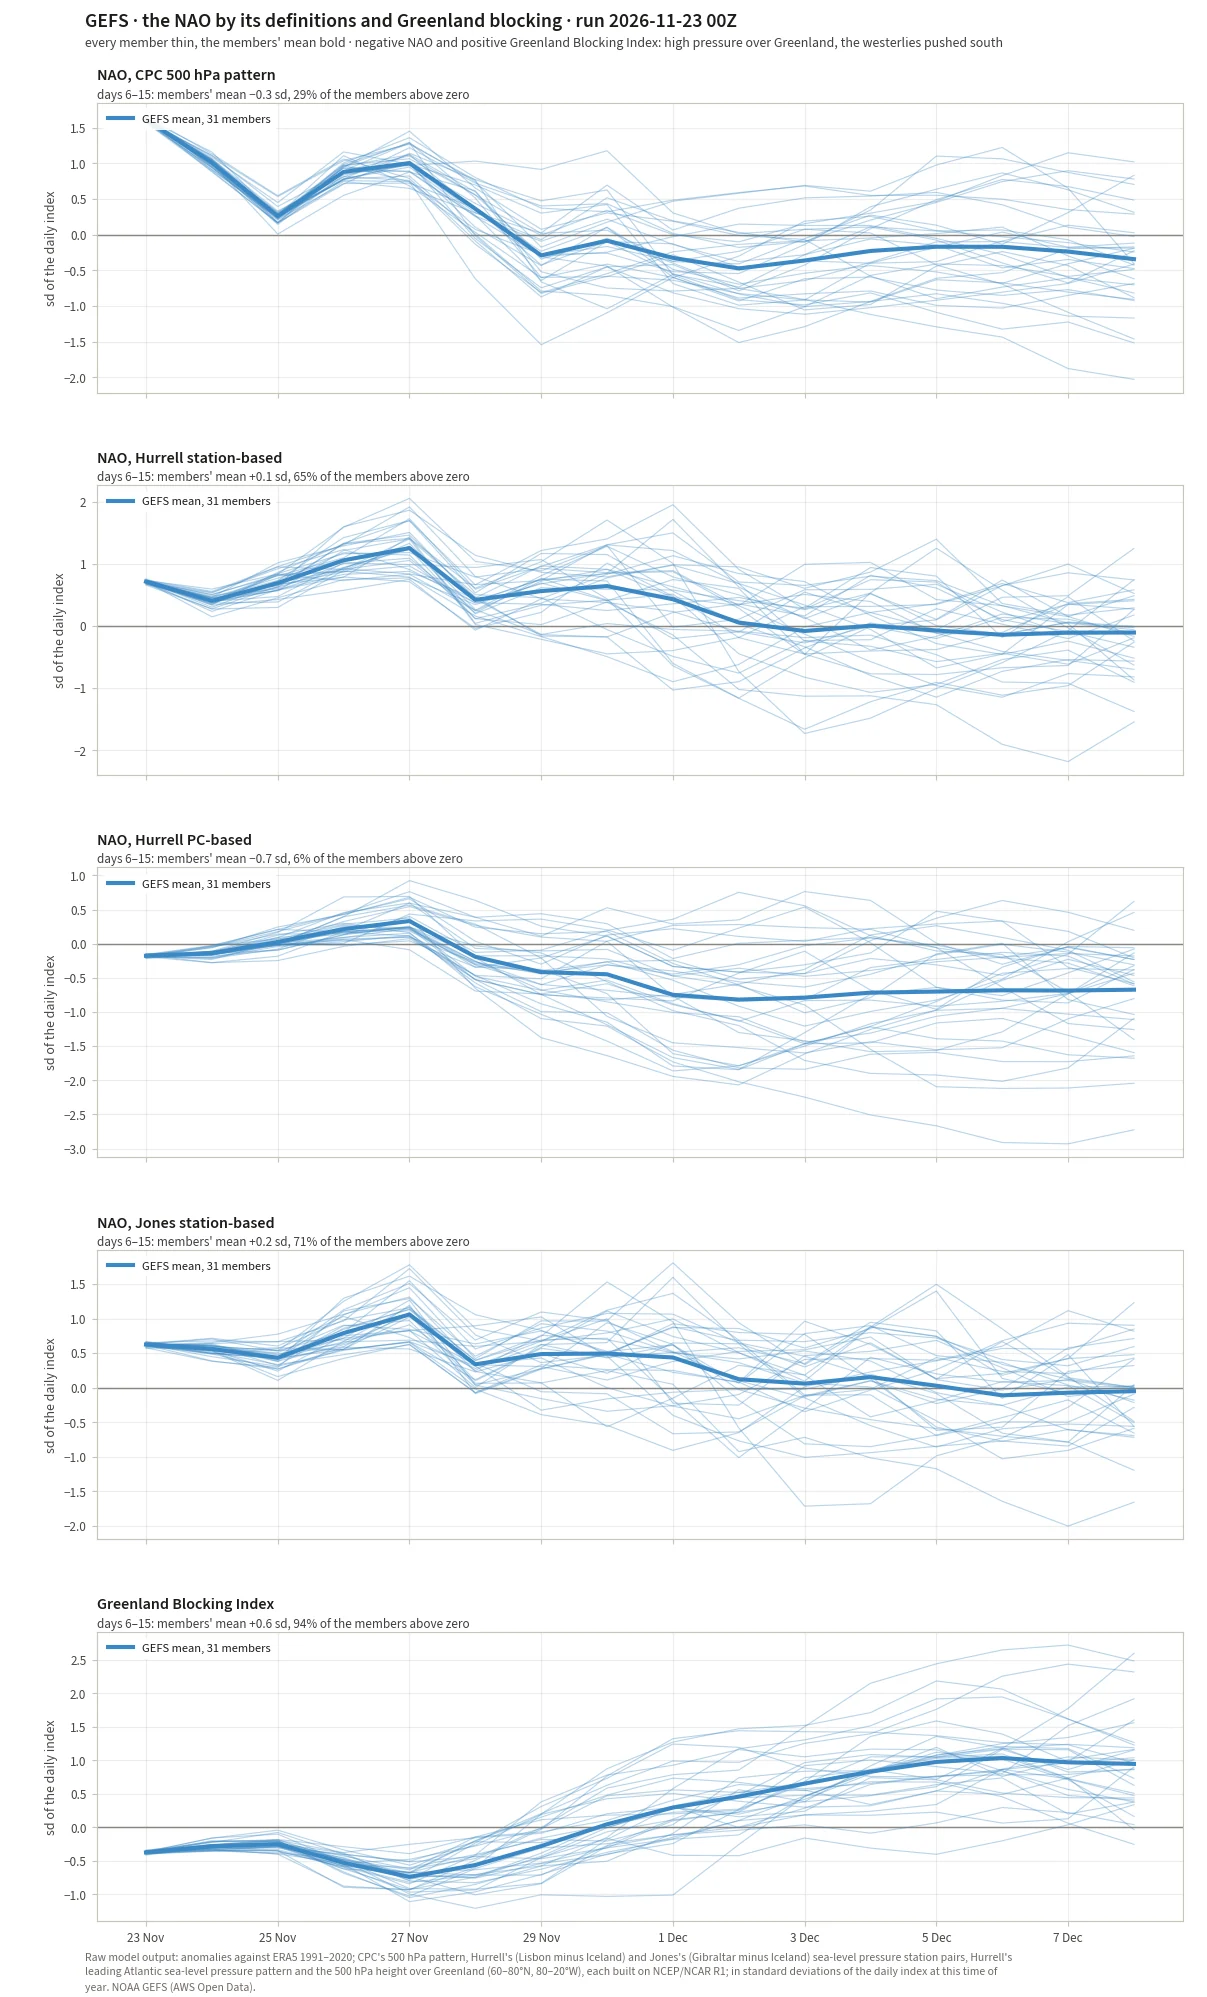 GEFS · the NAO by its definitions and Greenland blocking · run 2026-11-23 00Z
every member thin, the members' mean bold · negative NAO and positive Greenland Blocking Index: high pressure over Greenland, the westerlies pushed south
NAO, CPC 500 hPa pattern
days 6–15: members' mean −0.3 sd, 29% of the members above zero
GEFS mean, 31 members
1.5
1.0
0.5
0.0
−0.5
−1.0
−1.5
−2.0
sd of the daily index
NAO, Hurrell station-based
days 6–15: members' mean +0.1 sd, 65% of the members above zero
GEFS mean, 31 members
2
1
0
−1
−2
sd of the daily index
NAO, Hurrell PC-based
days 6–15: members' mean −0.7 sd, 6% of the members above zero
GEFS mean, 31 members
1.0
0.5
0.0
−0.5
−1.0
−1.5
−2.0
−2.5
−3.0
sd of the daily index
NAO, Jones station-based
days 6–15: members' mean +0.2 sd, 71% of the members above zero
GEFS mean, 31 members
1.5
1.0
0.5
0.0
−0.5
−1.0
−1.5
−2.0
sd of the daily index
Greenland Blocking Index
days 6–15: members' mean +0.6 sd, 94% of the members above zero
GEFS mean, 31 members
2.5
2.0
1.5
1.0
0.5
0.0
−0.5
−1.0
sd of the daily index
23 Nov
25 Nov
27 Nov
29 Nov
1 Dec
3 Dec
5 Dec
7 Dec
Raw model output: anomalies against ERA5 1991–2020; CPC's 500 hPa pattern, Hurrell's (Lisbon minus Iceland) and Jones's (Gibraltar minus Iceland) sea-level pressure station pairs, Hurrell's
leading Atlantic sea-level pressure pattern and the 500 hPa height over Greenland (60–80°N, 80–20°W), each built on NCEP/NCAR R1; in standard deviations of the daily index at this time of
year. NOAA GEFS (AWS Open Data).